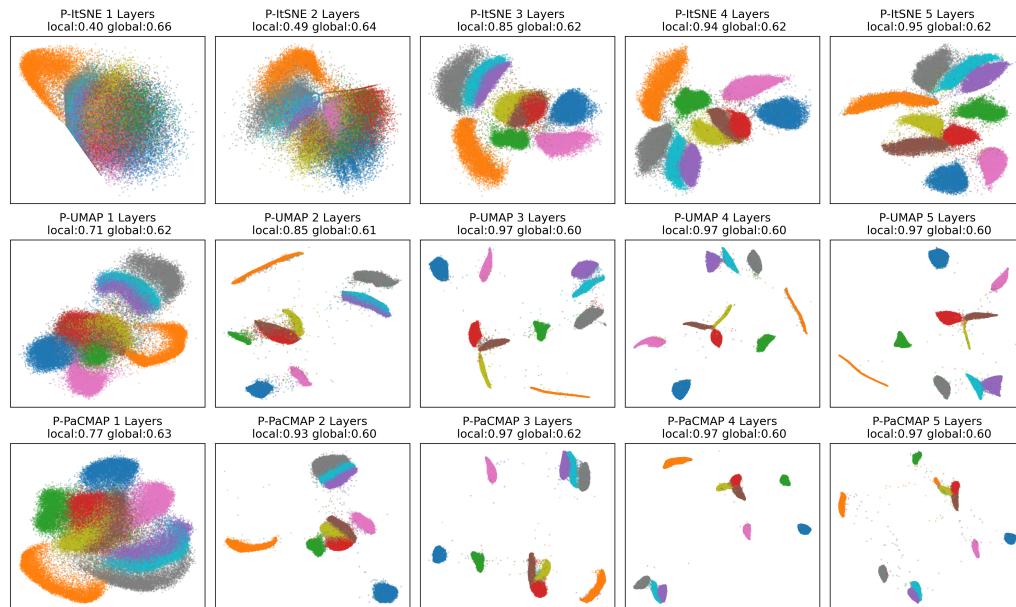 P-ItSNE 1 Layers
local:0.40 global:0.66
P-ItSNE 2 Layers
local:0.49 global:0.64
P-ItSNE 3 Layers
local:0.85 global:0.62
P-ItSNE 4 Layers
local:0.94 global:0.62
P-ItSNE 5 Layers
local:0.95 global:0.62
P-UMAP 1 Layers
local:0.71 global:0.62
P-UMAP 2 Layers
local:0.85 global:0.61
P-UMAP 3 Layers
local:0.97 global:0.60
P-UMAP 4 Layers
local:0.97 global:0.60
P-UMAP 5 Layers
local:0.97 global:0.60
P-PaCMAP 1 Layers
local:0.77 global:0.63
P-PaCMAP 2 Layers
local:0.93 global:0.60
P-PaCMAP 3 Layers
local:0.97 global:0.62
P-PaCMAP 4 Layers
local:0.97 global:0.60
P-PaCMAP 5 Layers
local:0.97 global:0.60